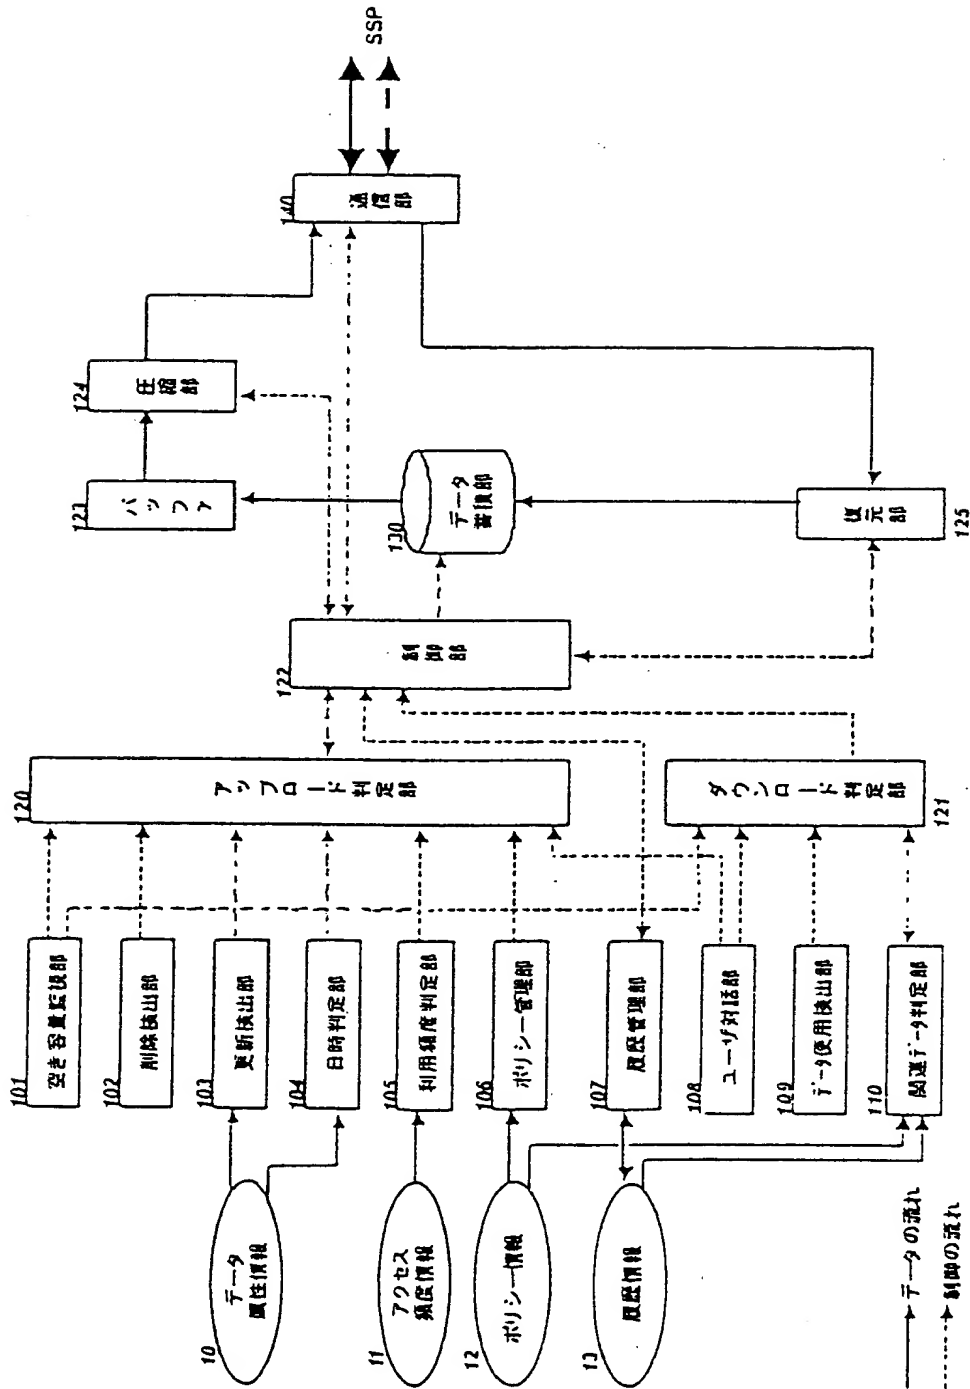 10
データ
属性情報
11
アクセス
頻度情報
12
ポリシー情報
13
履歴情報
101
空き容量監視部
102
削除検出部
103
更新検出部
104
日時判定部
105
利用頻度判定部
106
ポリシー管理部
107
履歴管理部
108
ユーザ対話部
109
データ使用検出部
110
関連データ判定部
120
アップロード判定部
121
ダウンロード判定部
122
制御部
123
バッファ
124
圧縮部
130
データ
蓄積部
125
復元部
140
通信部
SSP
データの流れ
制御の流れ